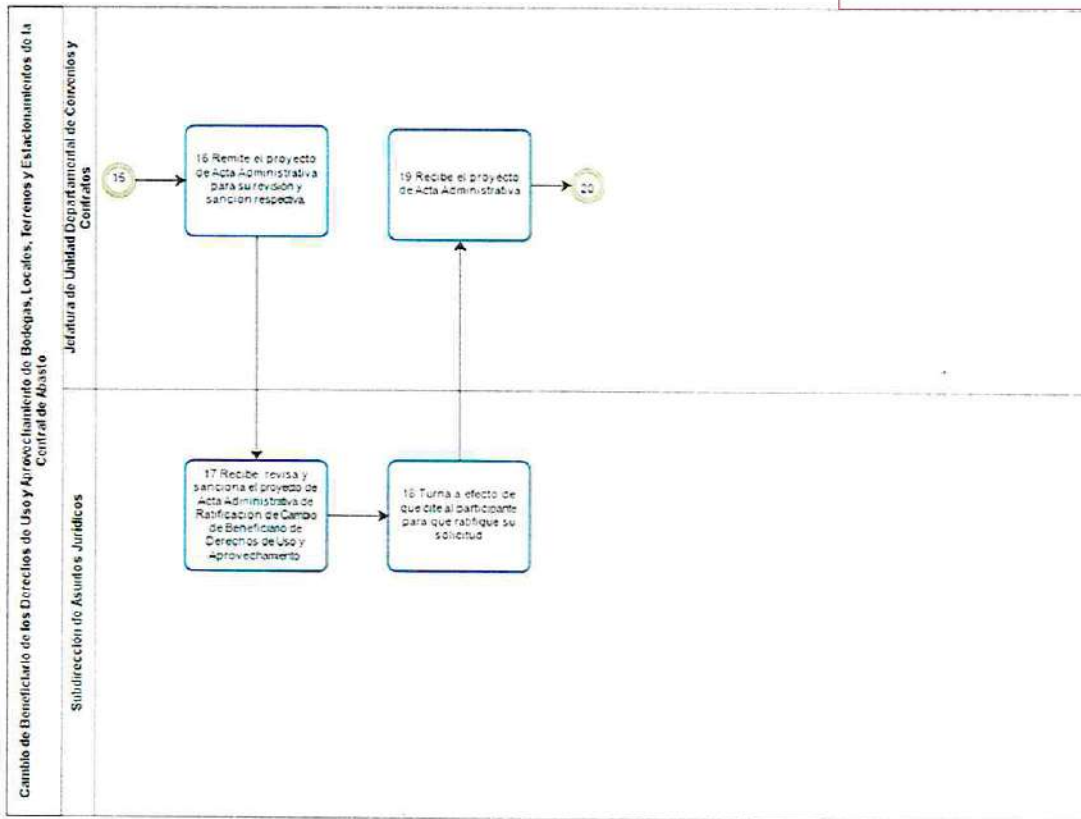 Cambio de Beneficiario de los Derechos de Uso y Aprovechamiento de Bodegas, Locales, Terrenos y Estacionamientos de la
Central de Abasto
Jefatura de Unidad Departamental de Convenios y
Contratos
15
16 Remite el proyecto
de Acta Administrativa
para su revisión y
sanción respectiva.
19 Recibe el proyecto
de Acta Administrativa
20
Subdirección de Asuntos Jurídicos
17 Recibe, revisa y
sanciona el proyecto de
Acta Administrativa de
Ratificación de Cambio
de Beneficiario de
Derechos de Uso y
Aprovechamiento
18 Turna a efecto de
que cite al participante
para que ratifique su
solicitud